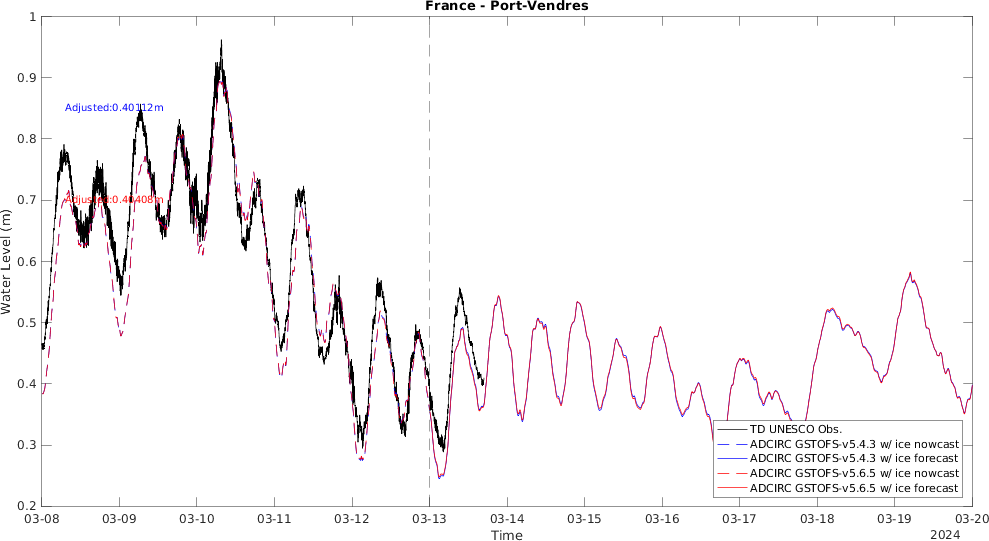 France - Port-Vendres
Water Level (m)
1
0.9
0.8
0.7
0.6
0.5
0.4
0.3
0.2
Adjusted:0.40112m
Adjusted:0.40408m
TD UNESCO Obs.
ADCIRC GSTOFS-v5.4.3 w/ ice nowcast
ADCIRC GSTOFS-v5.4.3 w/ ice forecast
ADCIRC GSTOFS-v5.6.5 w/ ice nowcast
ADCIRC GSTOFS-v5.6.5 w/ ice forecast
03-08 03-09 03-10 03-11 03-12 03-13 03-14 03-15 03-16 03-17 03-18 03-19 03-20
Time
2024